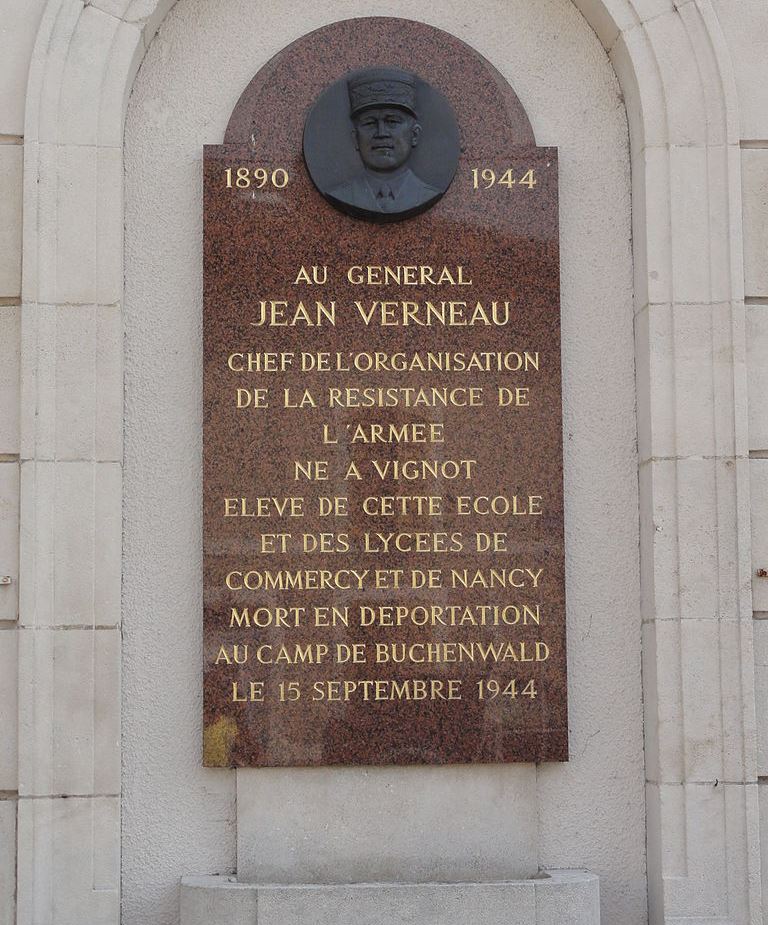 1890 1944
AU GENERAL
JEAN VERNEAU
CHEF DE L'ORGANISATION
DE LA RESISTANCE DE
L'ARMEE
NE A VIGNOT
ELEVE DE CETTE ECOLE
ET DES LYCEES DE
COMMERCY ET DE NANCY
MORT EN DEPORTATION
AU CAMP DE BUCHENWALD
LE 15 SEPTEMBRE 1944